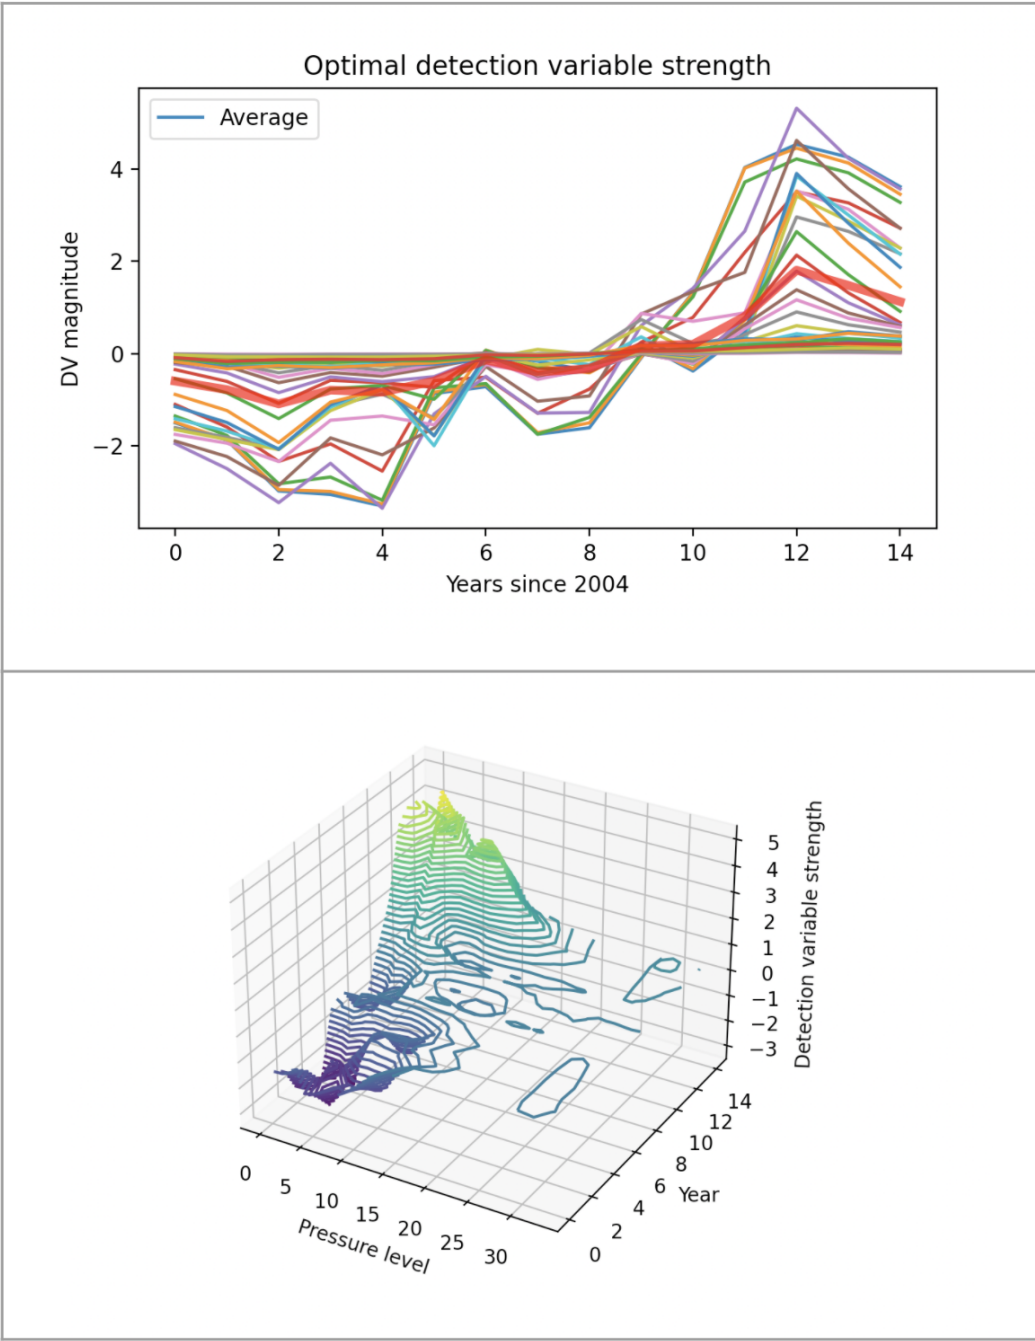 Optimal detection variable strength
Average
4
2
0
−2
DV magnitude
0 2 4 6 8 10 12 14
Years since 2004
5
4
3
2
1
0
−1
−2
−3
Detection variable strength
0 5 10 15 20 25 30
Pressure level
0 2 4 6 8 10 12 14
Year